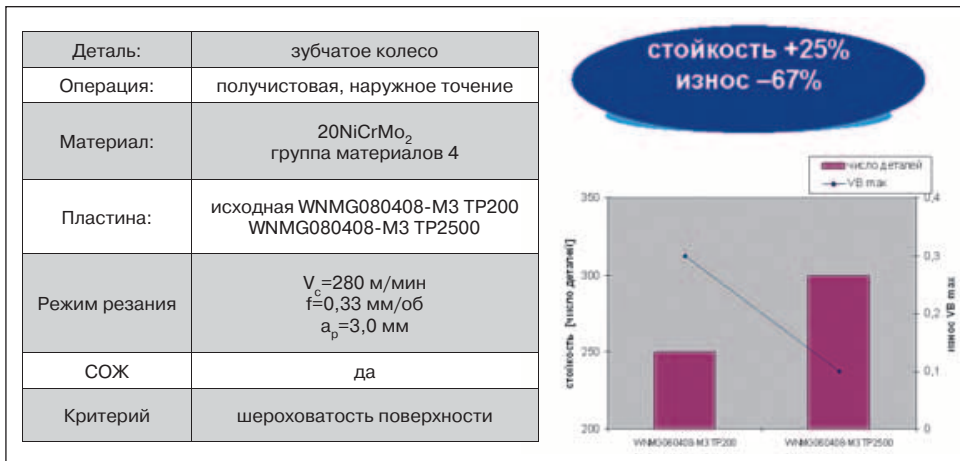 Деталь: зубчатое колесо
Операция: получистовая, наружное точение
Материал: 20NiCrMo2
группа материалов 4
Пластина: исходная WNMG080408-M3 TP200
WNMG080408-M3 TP2500
Режим резания Vc=280 м/мин
f=0,33 мм/об
ap=3,0 мм
СОЖ да
Критерий шероховатость поверхности
стойкость +25%
износ –67%
число деталей
VB max
350
300
250
200
стойкость [число деталей]
0,4
0,3
0,2
0,1
0
износ VB max
WNMG080408-M3 TP200
WNMG080408-M3 TP2500